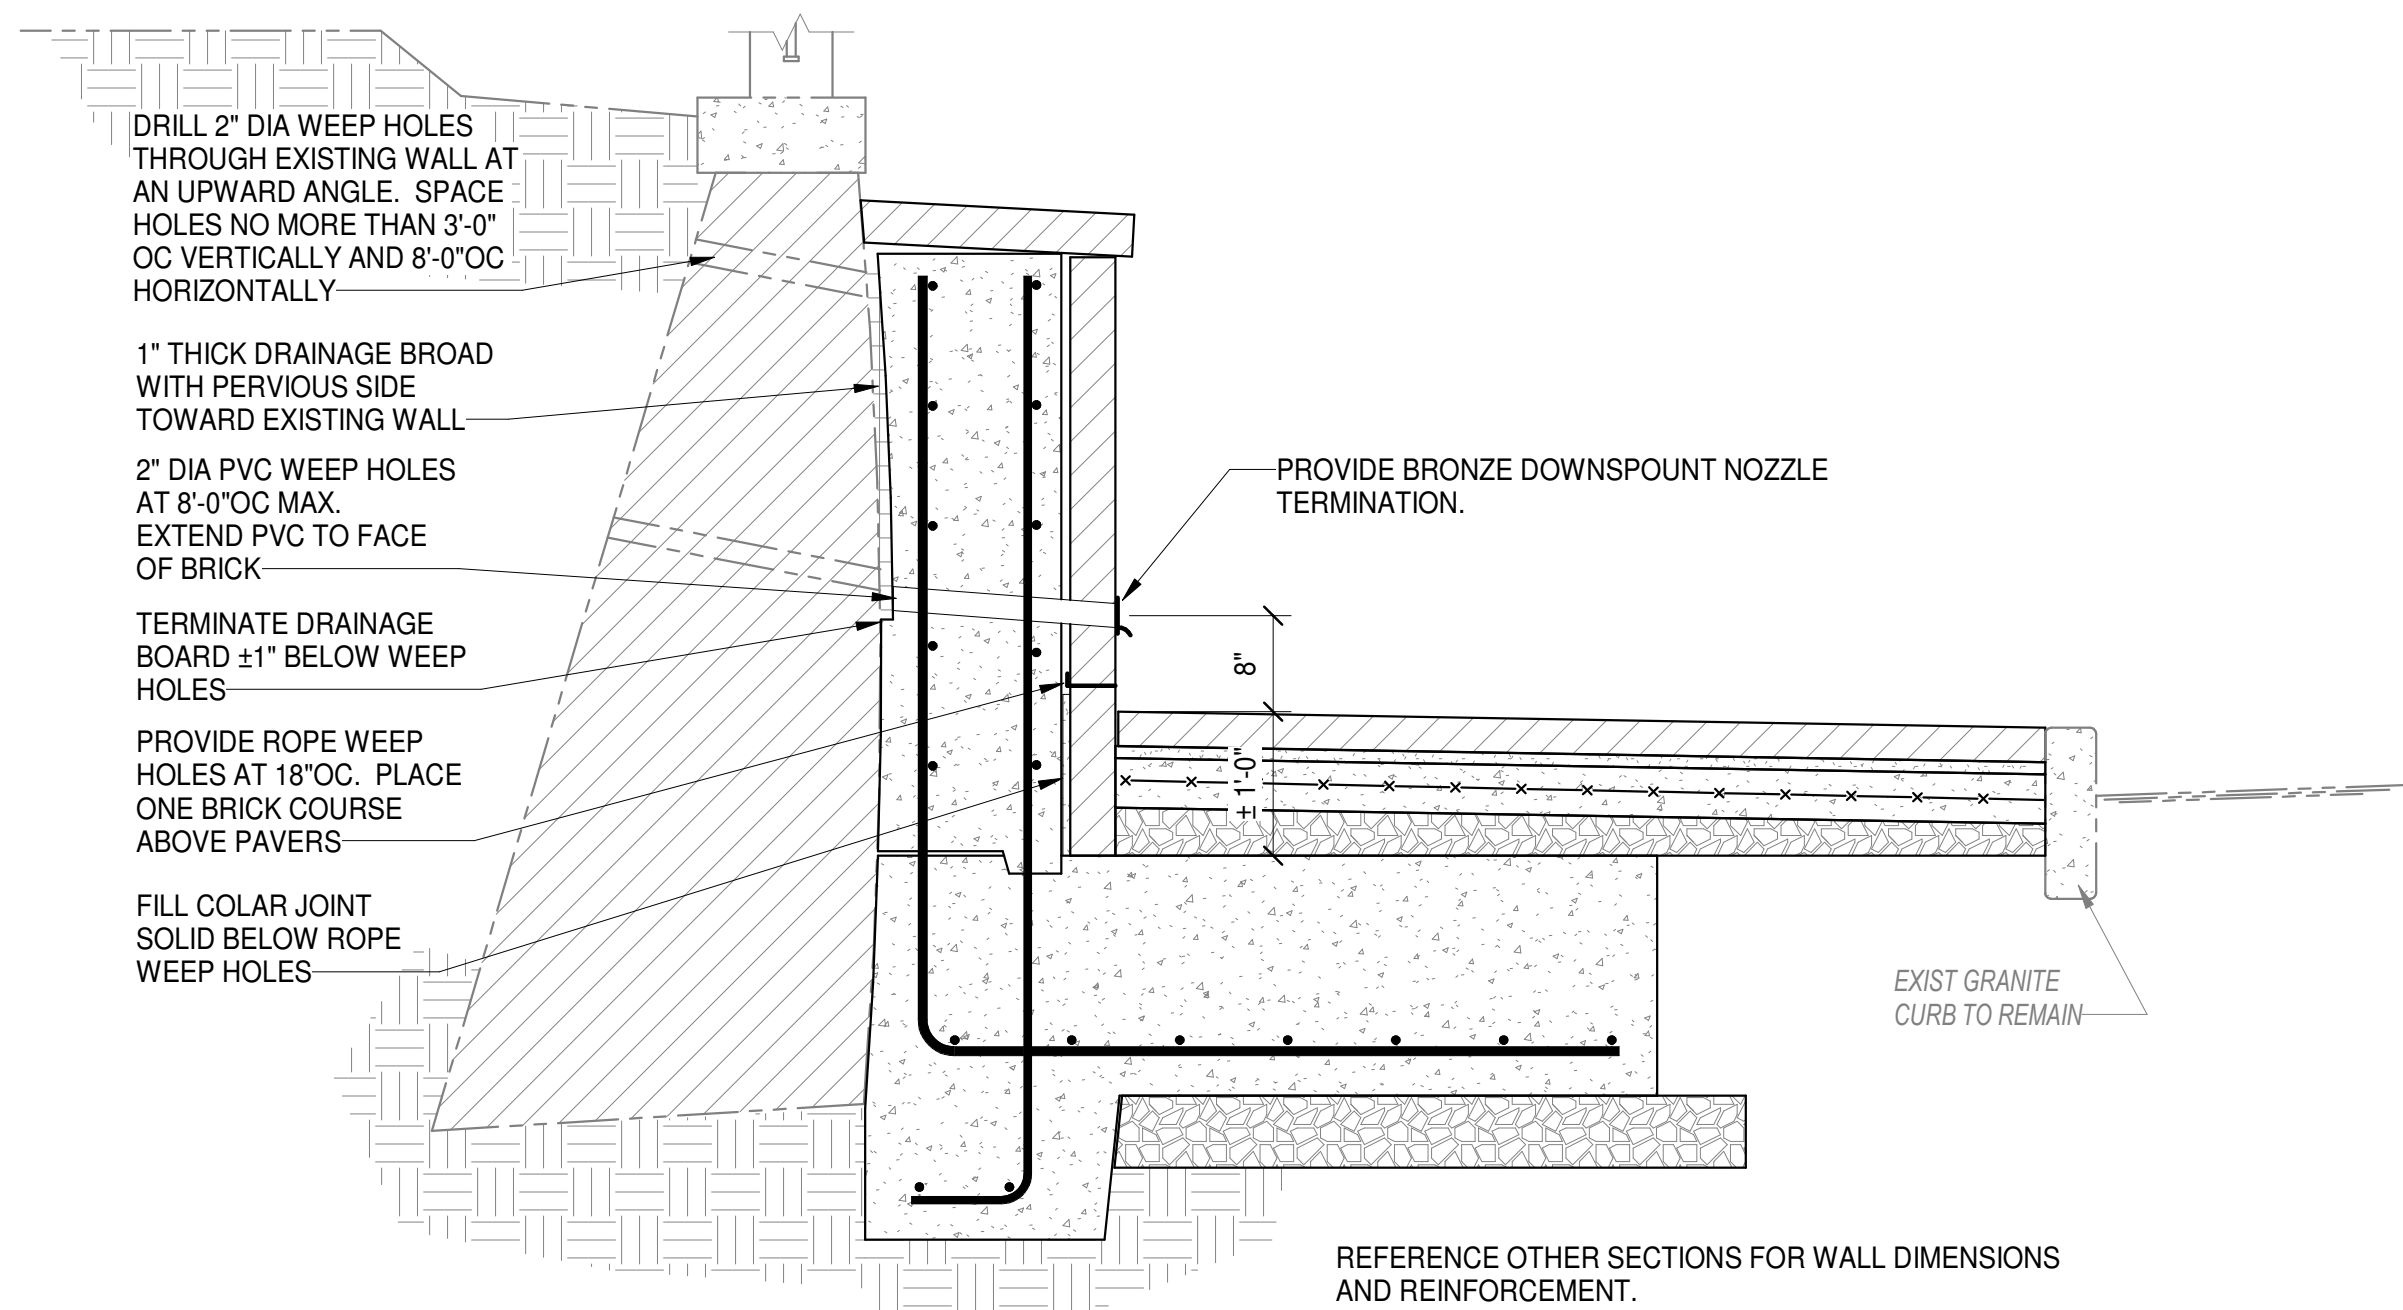 DRILL 2" DIA WEEP HOLES
THROUGH EXISTING WALL AT
AN UPWARD ANGLE. SPACE
HOLES NO MORE THAN 3'-0"
OC VERTICALLY AND 8'-0"OC
HORIZONTALLY
1" THICK DRAINAGE BROAD
WITH PERVIOUS SIDE
TOWARD EXISTING WALL
2" DIA PVC WEEP HOLES
AT 8'-0"OC MAX.
EXTEND PVC TO FACE
OF BRICK
TERMINATE DRAINAGE
BOARD ±1" BELOW WEEP
HOLES
PROVIDE ROPE WEEP
HOLES AT 18"OC. PLACE
ONE BRICK COURSE
ABOVE PAVERS
FILL COLAR JOINT
SOLID BELOW ROPE
WEEP HOLES
PROVIDE BRONZE DOWNSPOUNT NOZZLE
TERMINATION.
8"
±1'-0"
EXIST GRANITE
CURB TO REMAIN
REFERENCE OTHER SECTIONS FOR WALL DIMENSIONS
AND REINFORCEMENT.